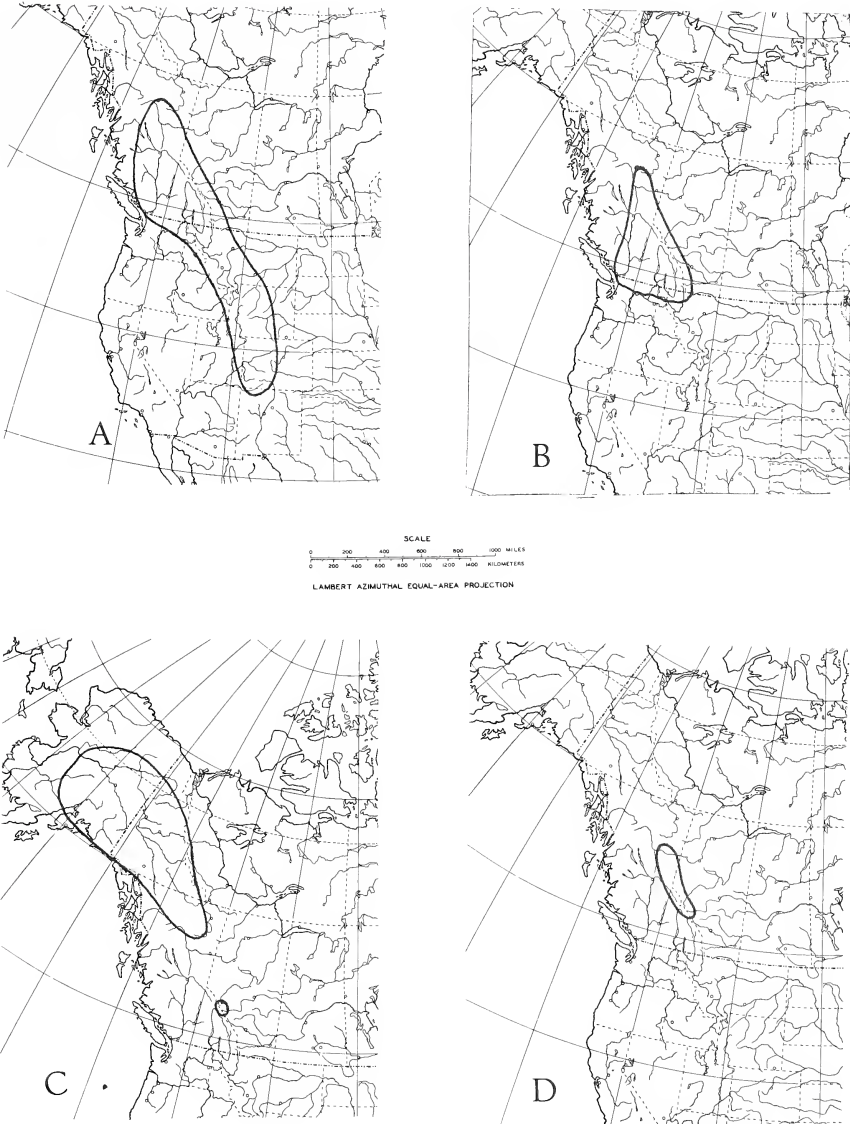 A
B
SCALE
0 200 400 600 800 1000 MILES
0 200 400 600 800 1000 1200 1400 KILOMETERS
LAMBERT AZIMUTHAL EQUAL-AREA PROJECTION
C
D